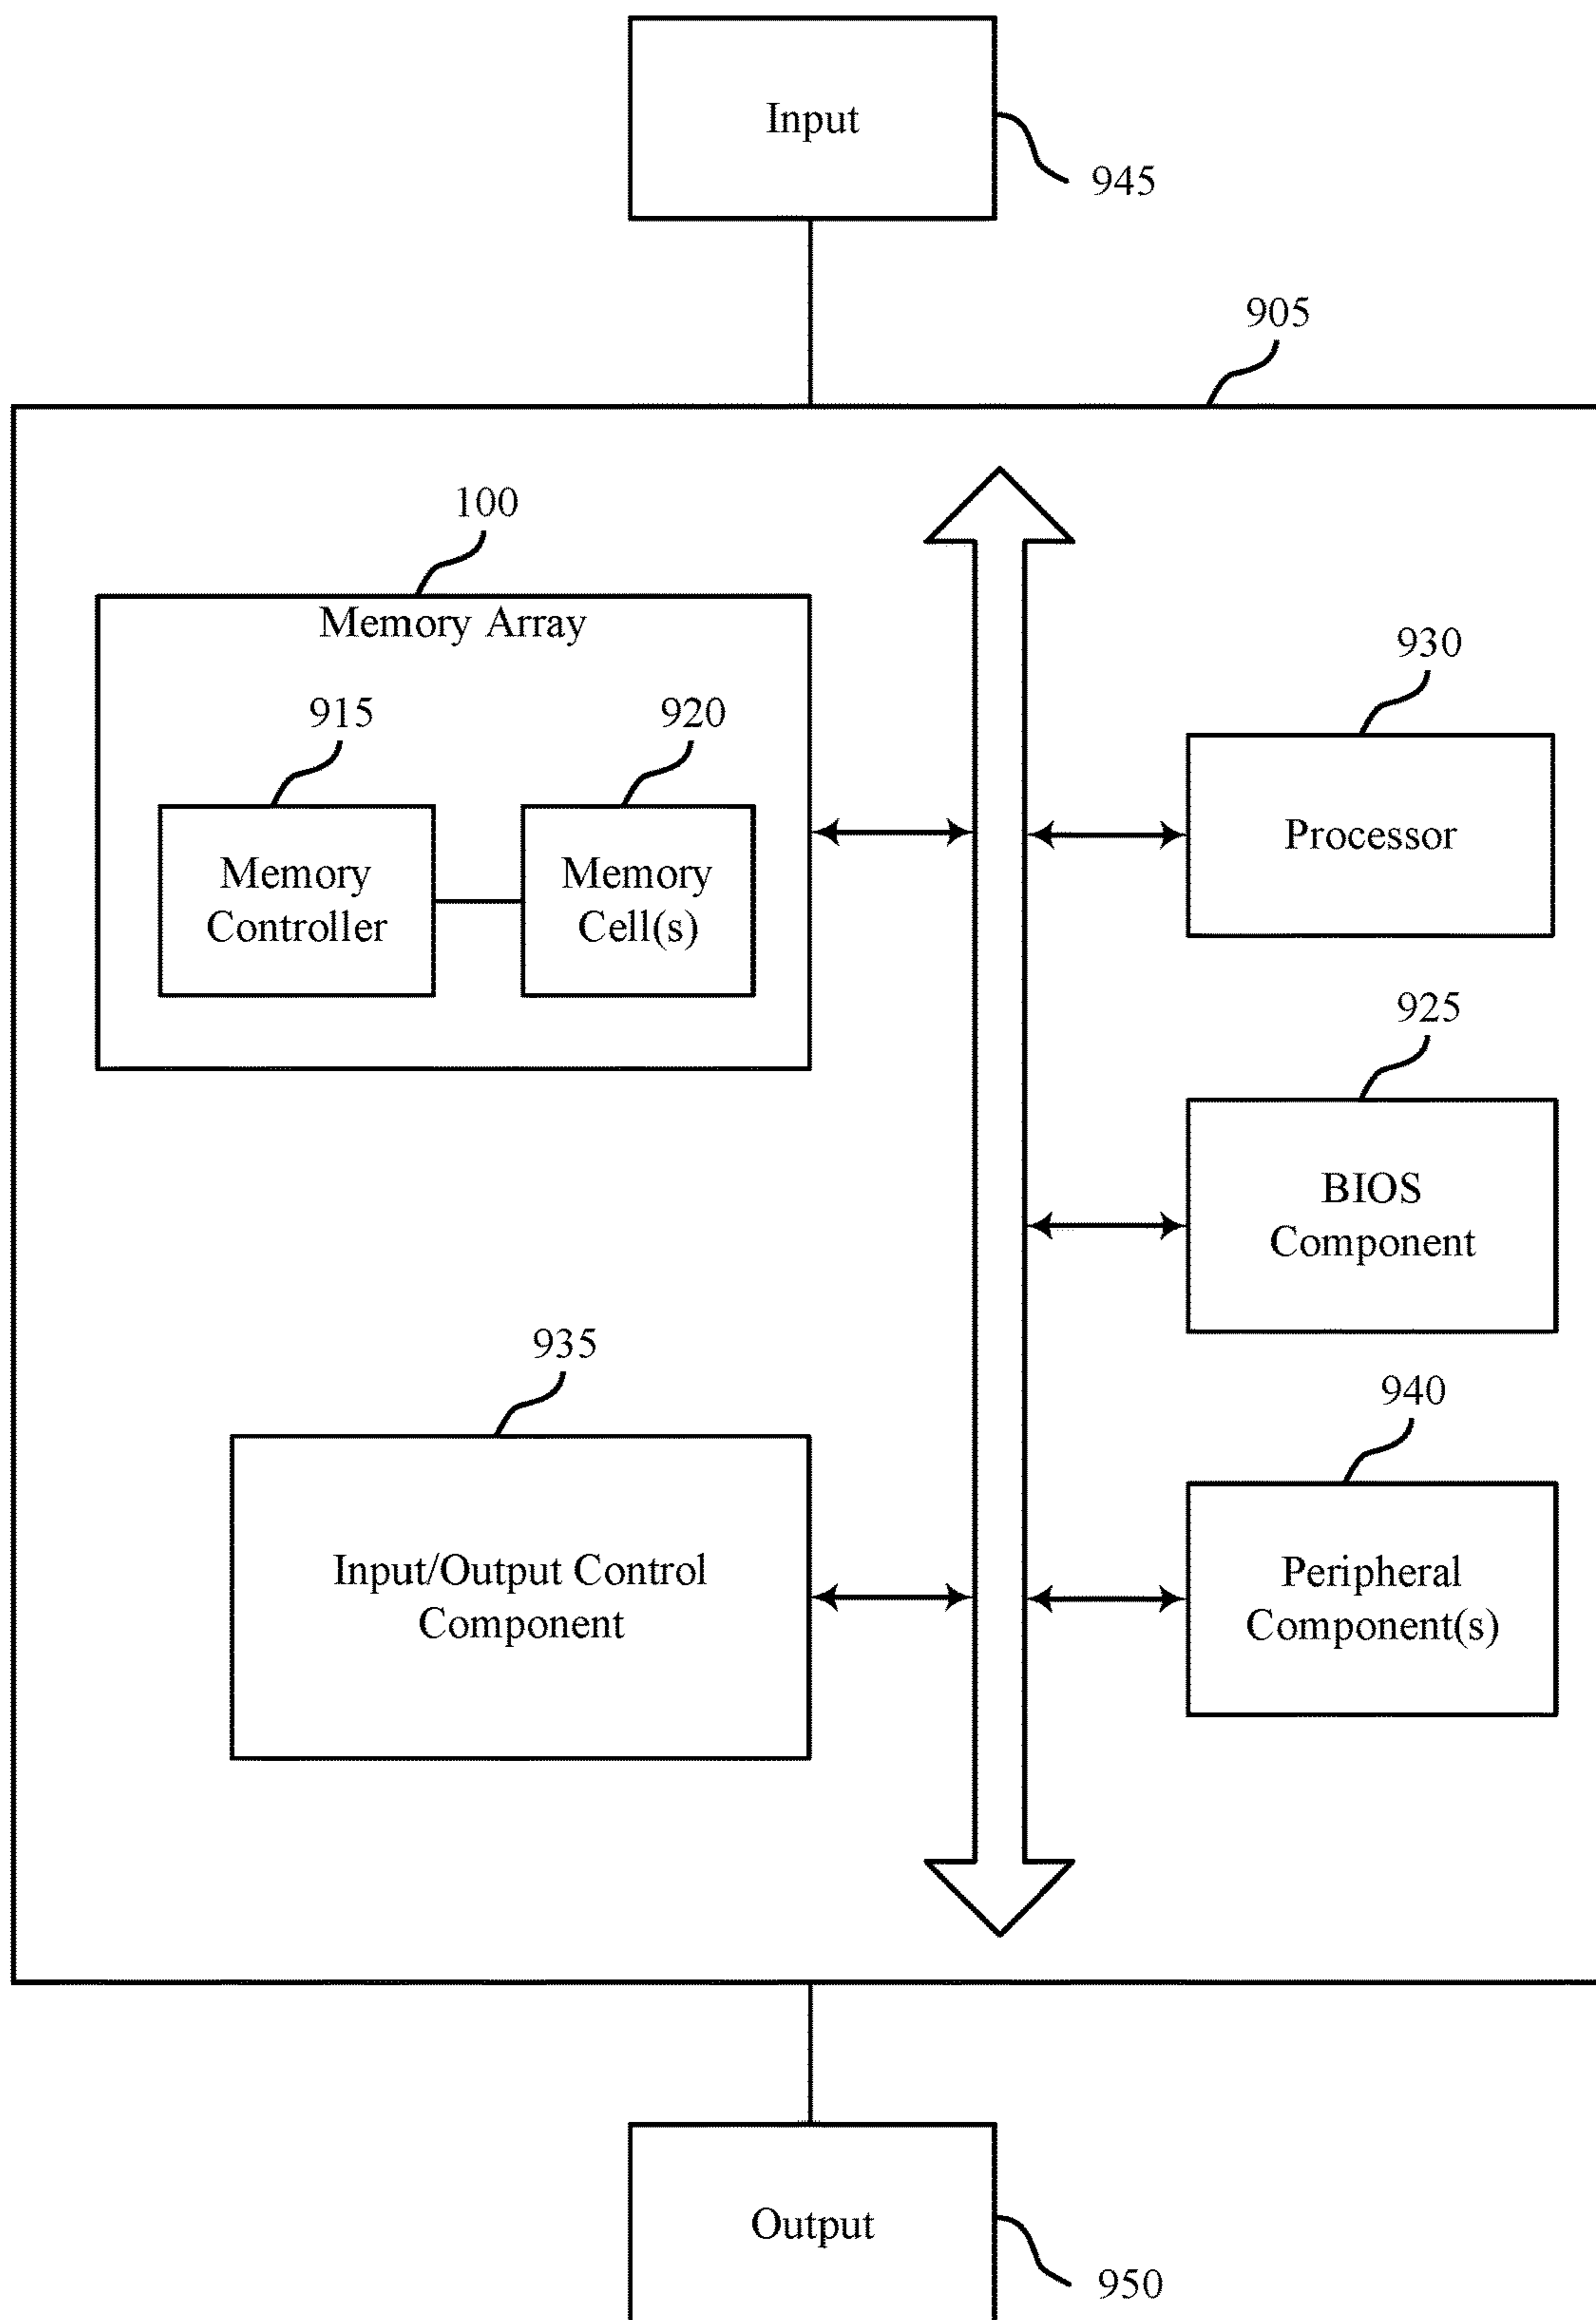 Input
945
905
100
Memory Array
915
920
Memory
Controller
Memory
Cell(s)
930
Processor
925
BIOS
Component
935
Input/Output Control
Component
940
Peripheral
Component(s)
Output
950